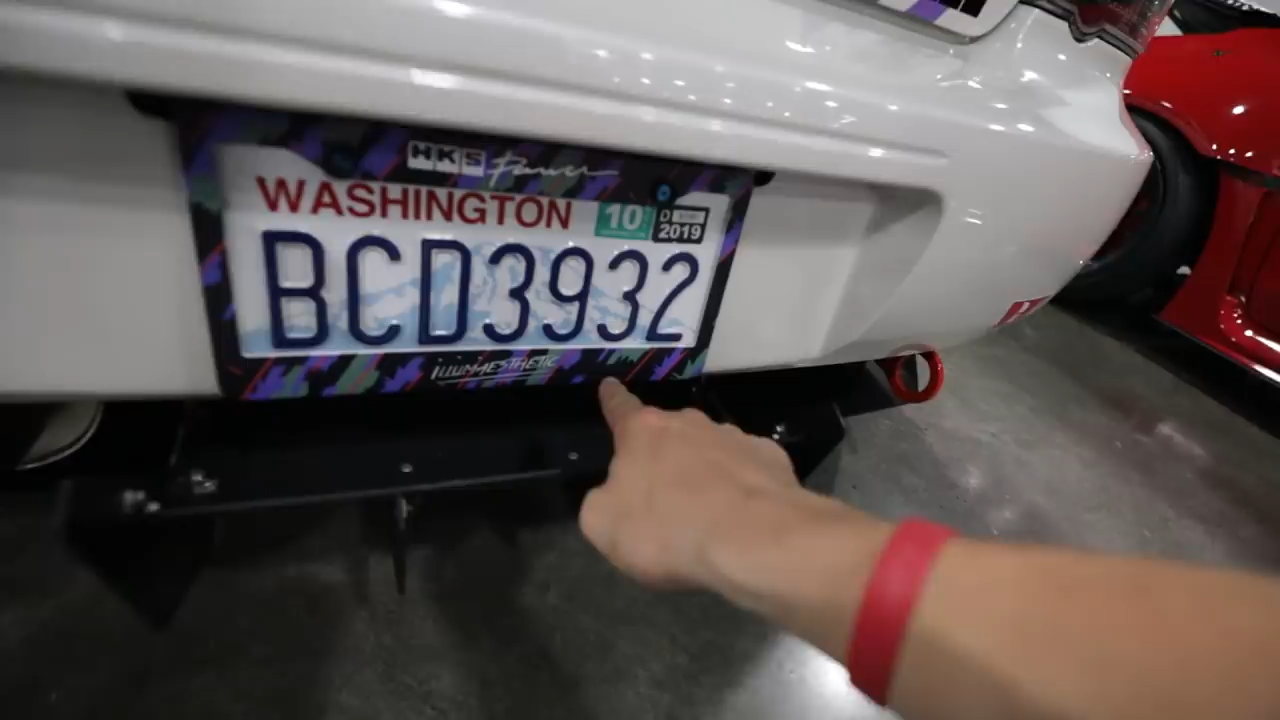 HKS Power
WASHINGTON
10
D
2019
BCD3932
ILLUMAESTHETIC